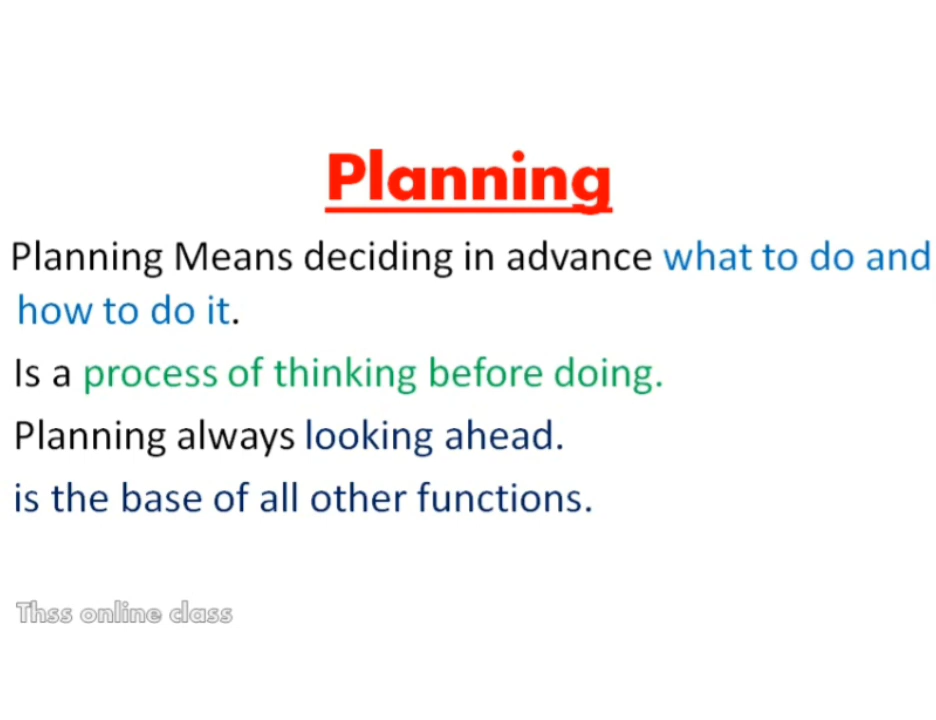 Planning
Planning Means deciding in advance what to do and
how to do it.
Is a process of thinking before doing.
Planning always looking ahead.
is the base of all other functions.
Thss online class